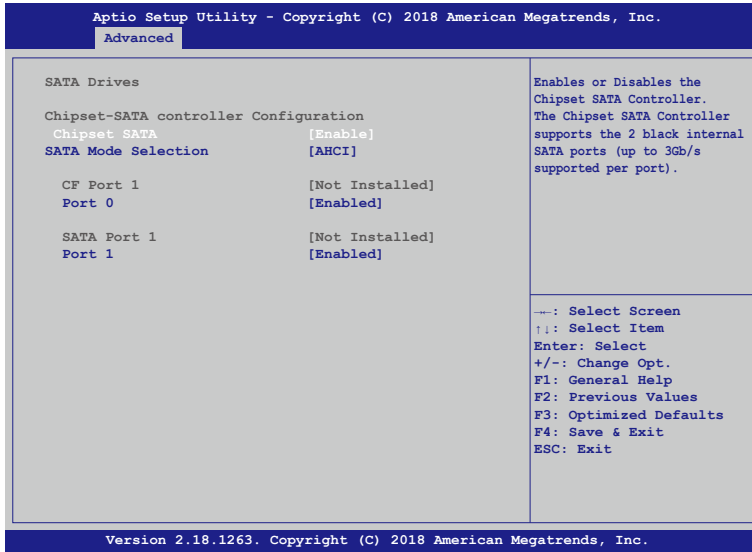 Aptio Setup Utility - Copyright (C) 2018 American Megatrends, Inc.
Advanced
SATA Drives
Chipset-SATA controller Configuration
Chipset SATA [Enable]
SATA Mode Selection [AHCI]
CF Port 1 [Not Installed]
Port 0 [Enabled]
SATA Port 1 [Not Installed]
Port 1 [Enabled]
Enables or Disables the
Chipset SATA Controller.
The Chipset SATA Controller
supports the 2 black internal
SATA ports (up to 3Gb/s
supported per port).
→←: Select Screen
↑↓: Select Item
Enter: Select
+/-: Change Opt.
F1: General Help
F2: Previous Values
F3: Optimized Defaults
F4: Save & Exit
ESC: Exit
Version 2.18.1263. Copyright (C) 2018 American Megatrends, Inc.